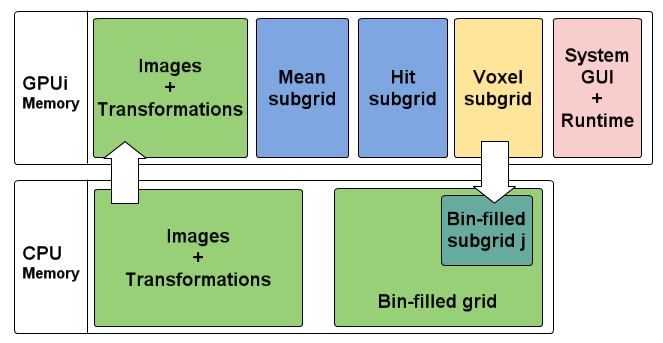 GPUi
Memory
Images
+
Transformations
Mean
subgrid
Hit
subgrid
Voxel
subgrid
System
GUI
+
Runtime
CPU
Memory
Images
+
Transformations
Bin-filled
subgrid j
Bin-filled grid